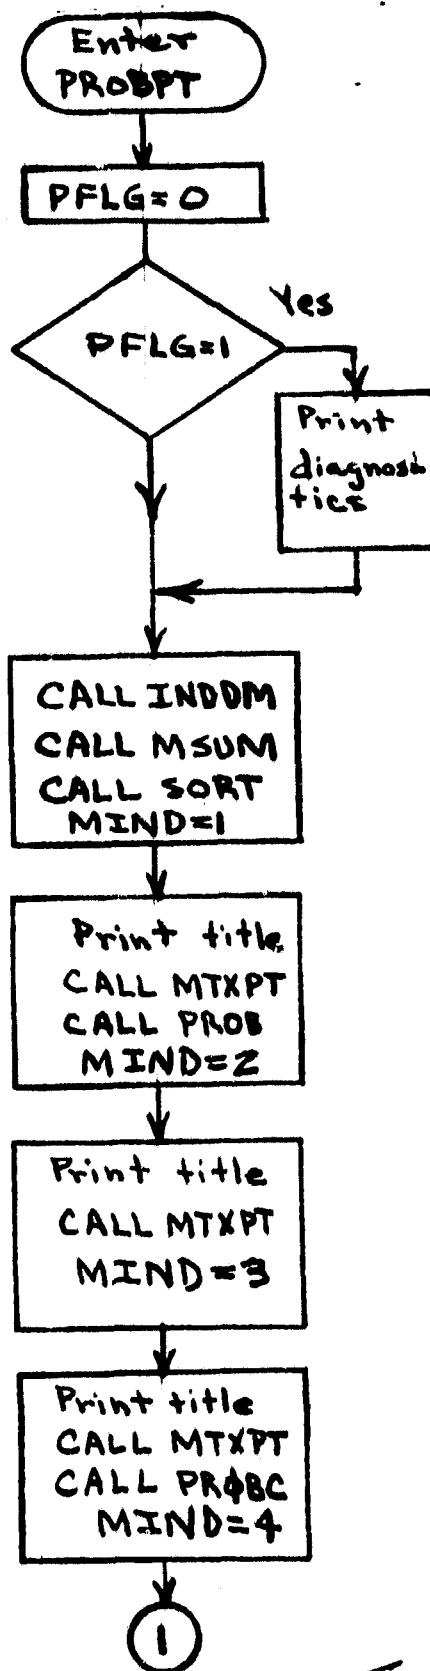 Enter
PROBPT
PFLG=0
PFLG=1
Yes
Print
diagnos
tics
CALL INDDM
CALL MSUM
CALL SORT
MIND=1
Print title
CALL MTXPT
CALL PROB
MIND=2
Print title
CALL MTXPT
MIND=3
Print title
CALL MTXPT
CALL PRØBC
MIND=4
1